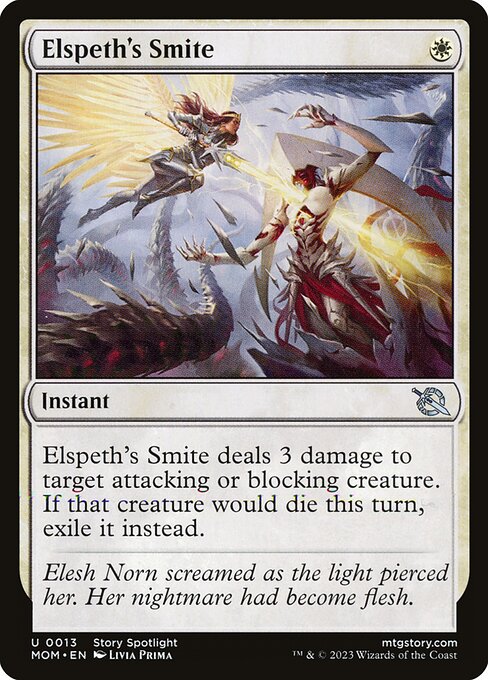 Elspeth's Smite
Instant
Elspeth's Smite deals 3 damage to
target attacking or blocking creature.
If that creature would die this turn,
exile it instead.
Elesh Norn screamed as the light pierced
her. Her nightmare had become flesh.
U 0013 Story Spotlight mtgstory.com
MOM • EN Livia Prima ™ & © 2023 Wizards of the Coast